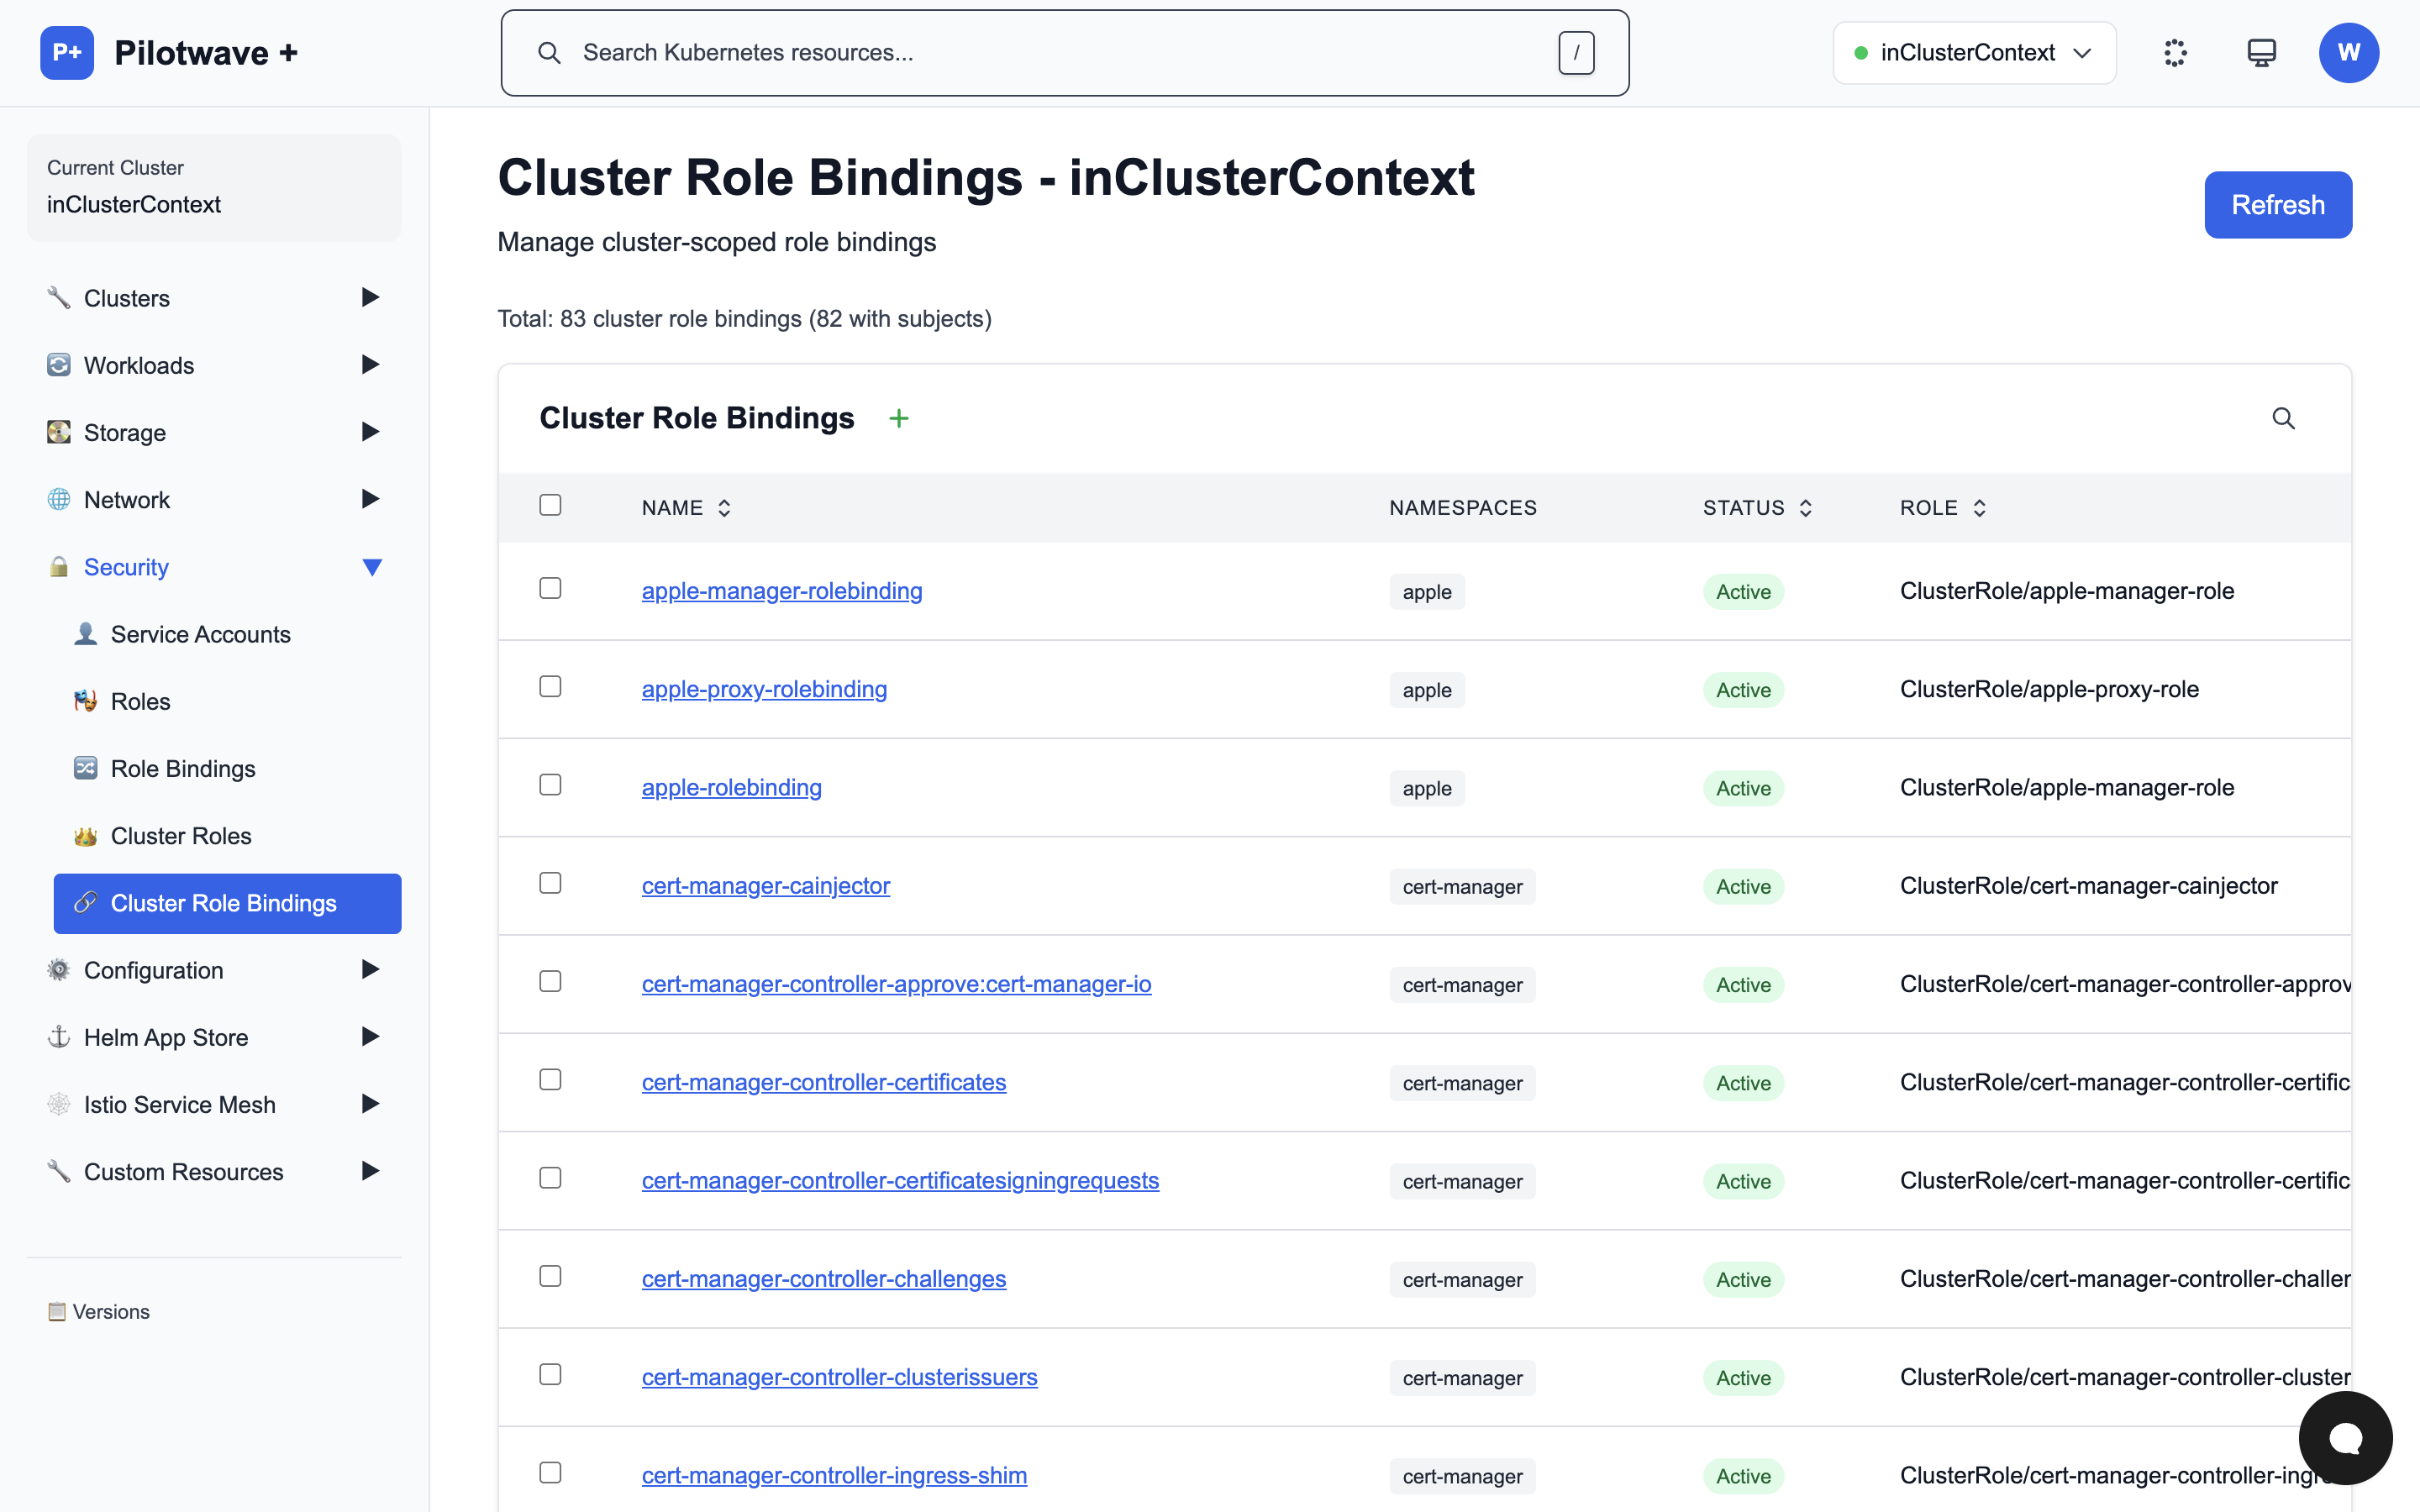 P+ Pilotwave +
Search Kubernetes resources... /
inClusterContext
W
Current Cluster
inClusterContext
Clusters
Workloads
Storage
Network
Security
Service Accounts
Roles
Role Bindings
Cluster Roles
Cluster Role Bindings
Configuration
Helm App Store
Istio Service Mesh
Custom Resources
Versions
Cluster Role Bindings - inClusterContext
Manage cluster-scoped role bindings
Refresh
Total: 83 cluster role bindings (82 with subjects)
Cluster Role Bindings +
NAME NAMESPACES STATUS ROLE
apple-manager-rolebinding apple Active ClusterRole/apple-manager-role
apple-proxy-rolebinding apple Active ClusterRole/apple-proxy-role
apple-rolebinding apple Active ClusterRole/apple-manager-role
cert-manager-cainjector cert-manager Active ClusterRole/cert-manager-cainjector
cert-manager-controller-approve:cert-manager-io cert-manager Active ClusterRole/cert-manager-controller-approv
cert-manager-controller-certificates cert-manager Active ClusterRole/cert-manager-controller-certific
cert-manager-controller-certificatesigningrequests cert-manager Active ClusterRole/cert-manager-controller-certific
cert-manager-controller-challenges cert-manager Active ClusterRole/cert-manager-controller-challen
cert-manager-controller-clusterissuers cert-manager Active ClusterRole/cert-manager-controller-cluster
cert-manager-controller-ingress-shim cert-manager Active ClusterRole/cert-manager-controller-ingr